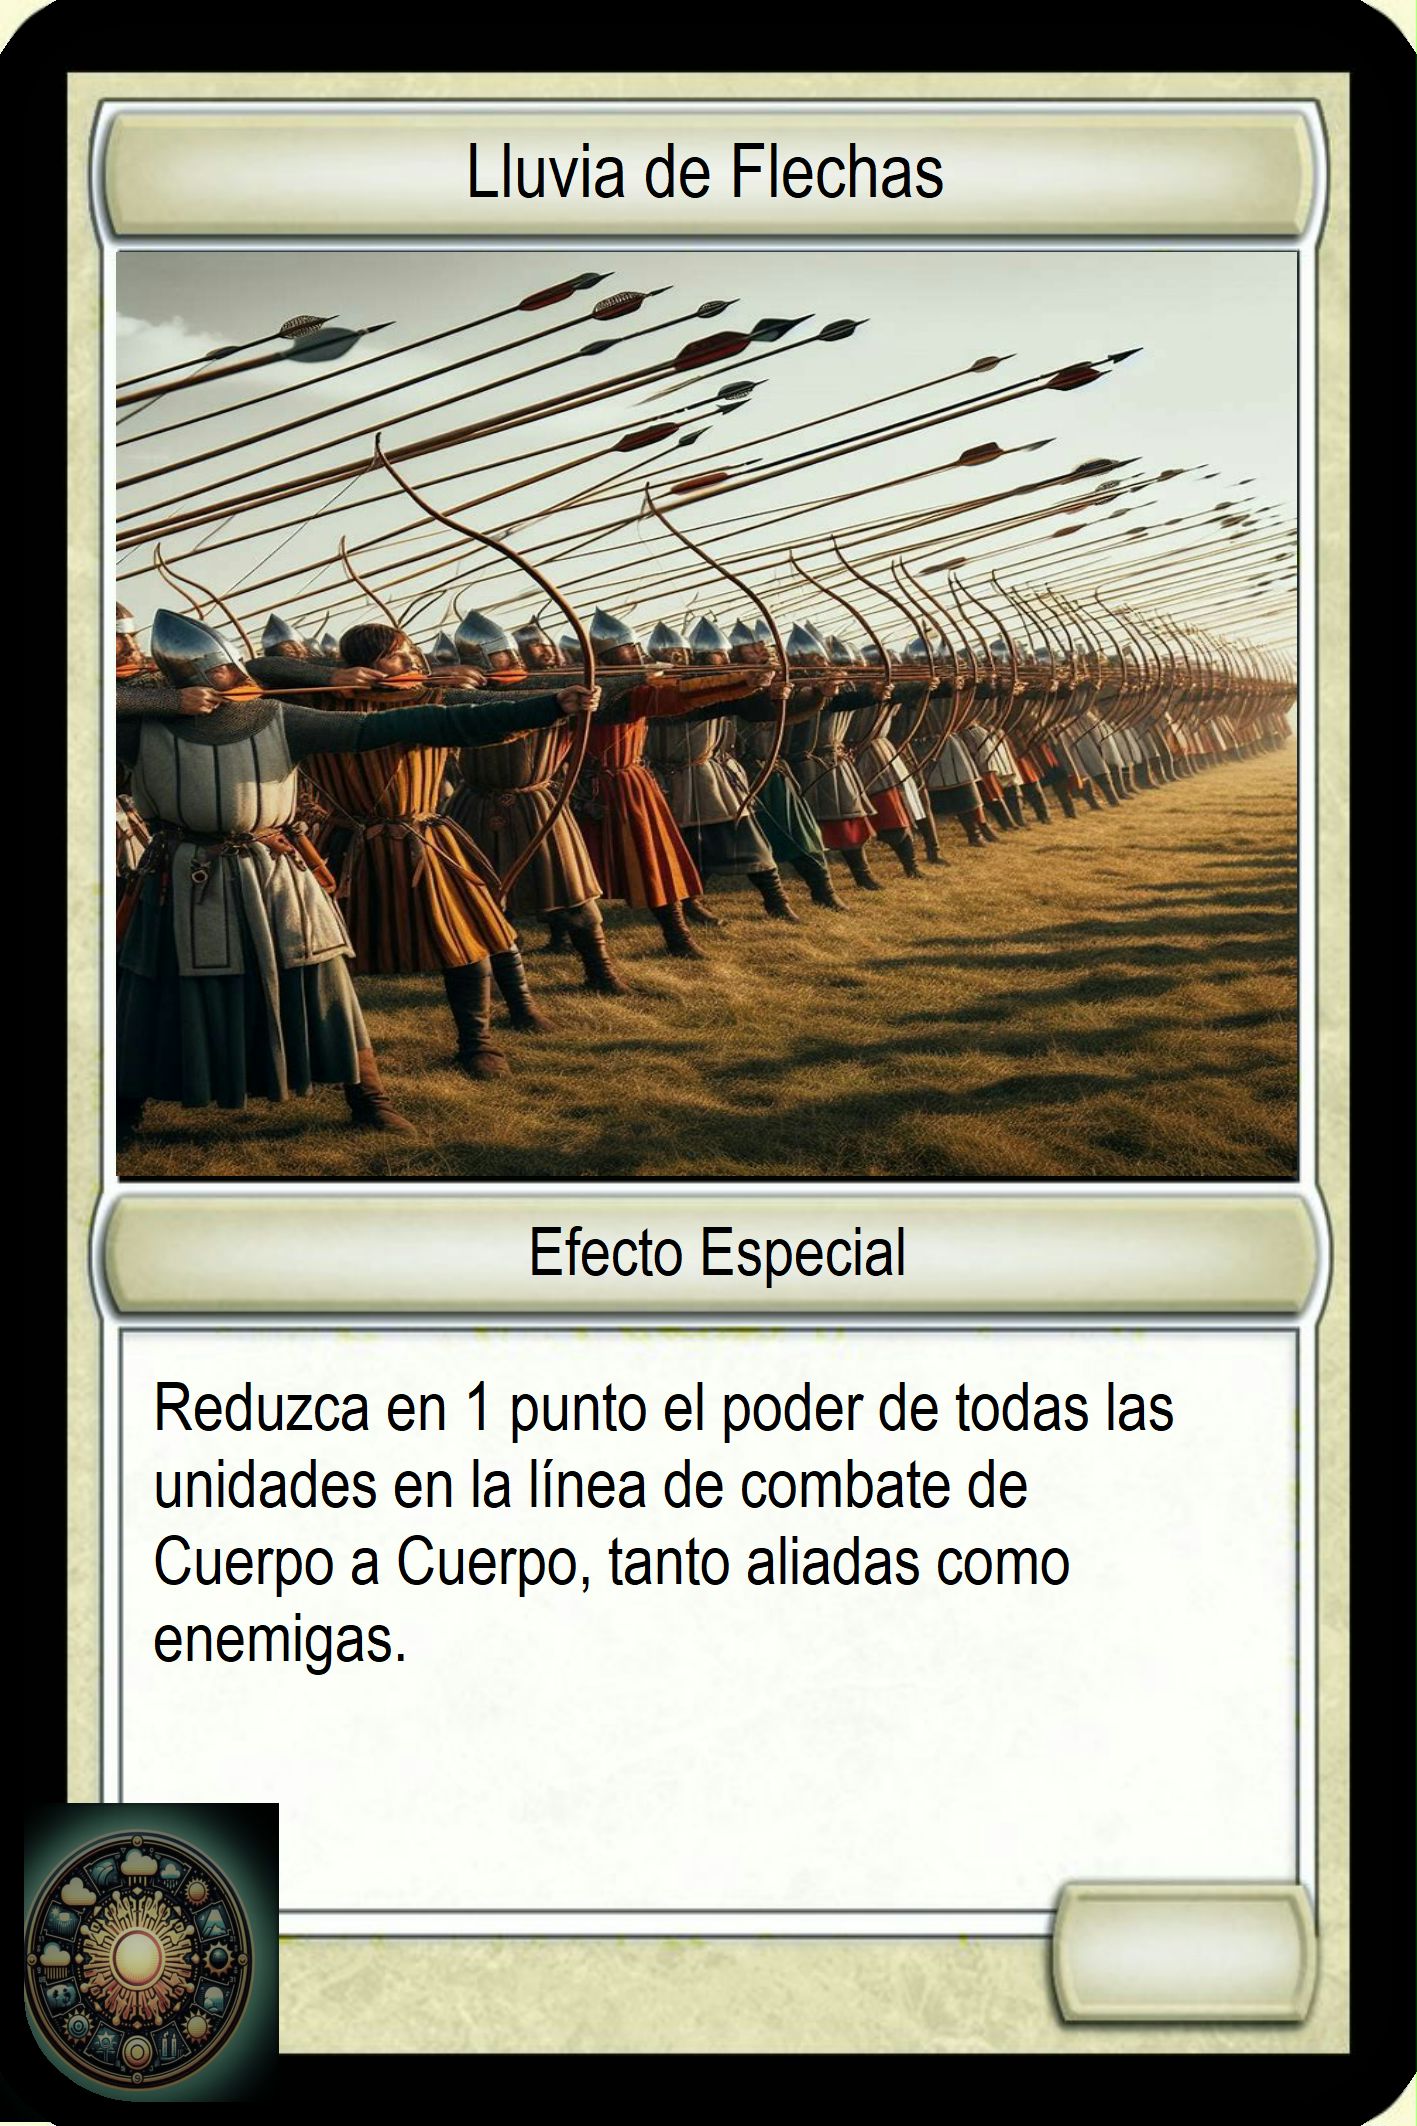 Lluvia de Flechas
Efecto Especial
Reduzca en 1 punto el poder de todas las
unidades en la línea de combate de
Cuerpo a Cuerpo, tanto aliadas como
enemigas.